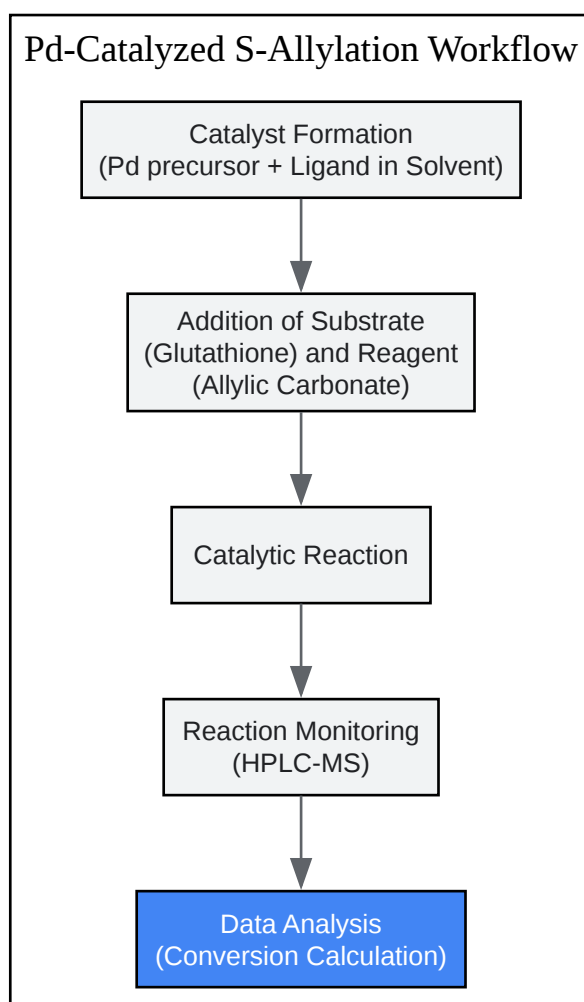 Pd-Catalyzed S-Allylation Workflow
Catalyst Formation
(Pd precursor + Ligand in Solvent)
Addition of Substrate
(Glutathione) and Reagent
(Allylic Carbonate)
Catalytic Reaction
Reaction Monitoring
(HPLC-MS)
Data Analysis
(Conversion Calculation)